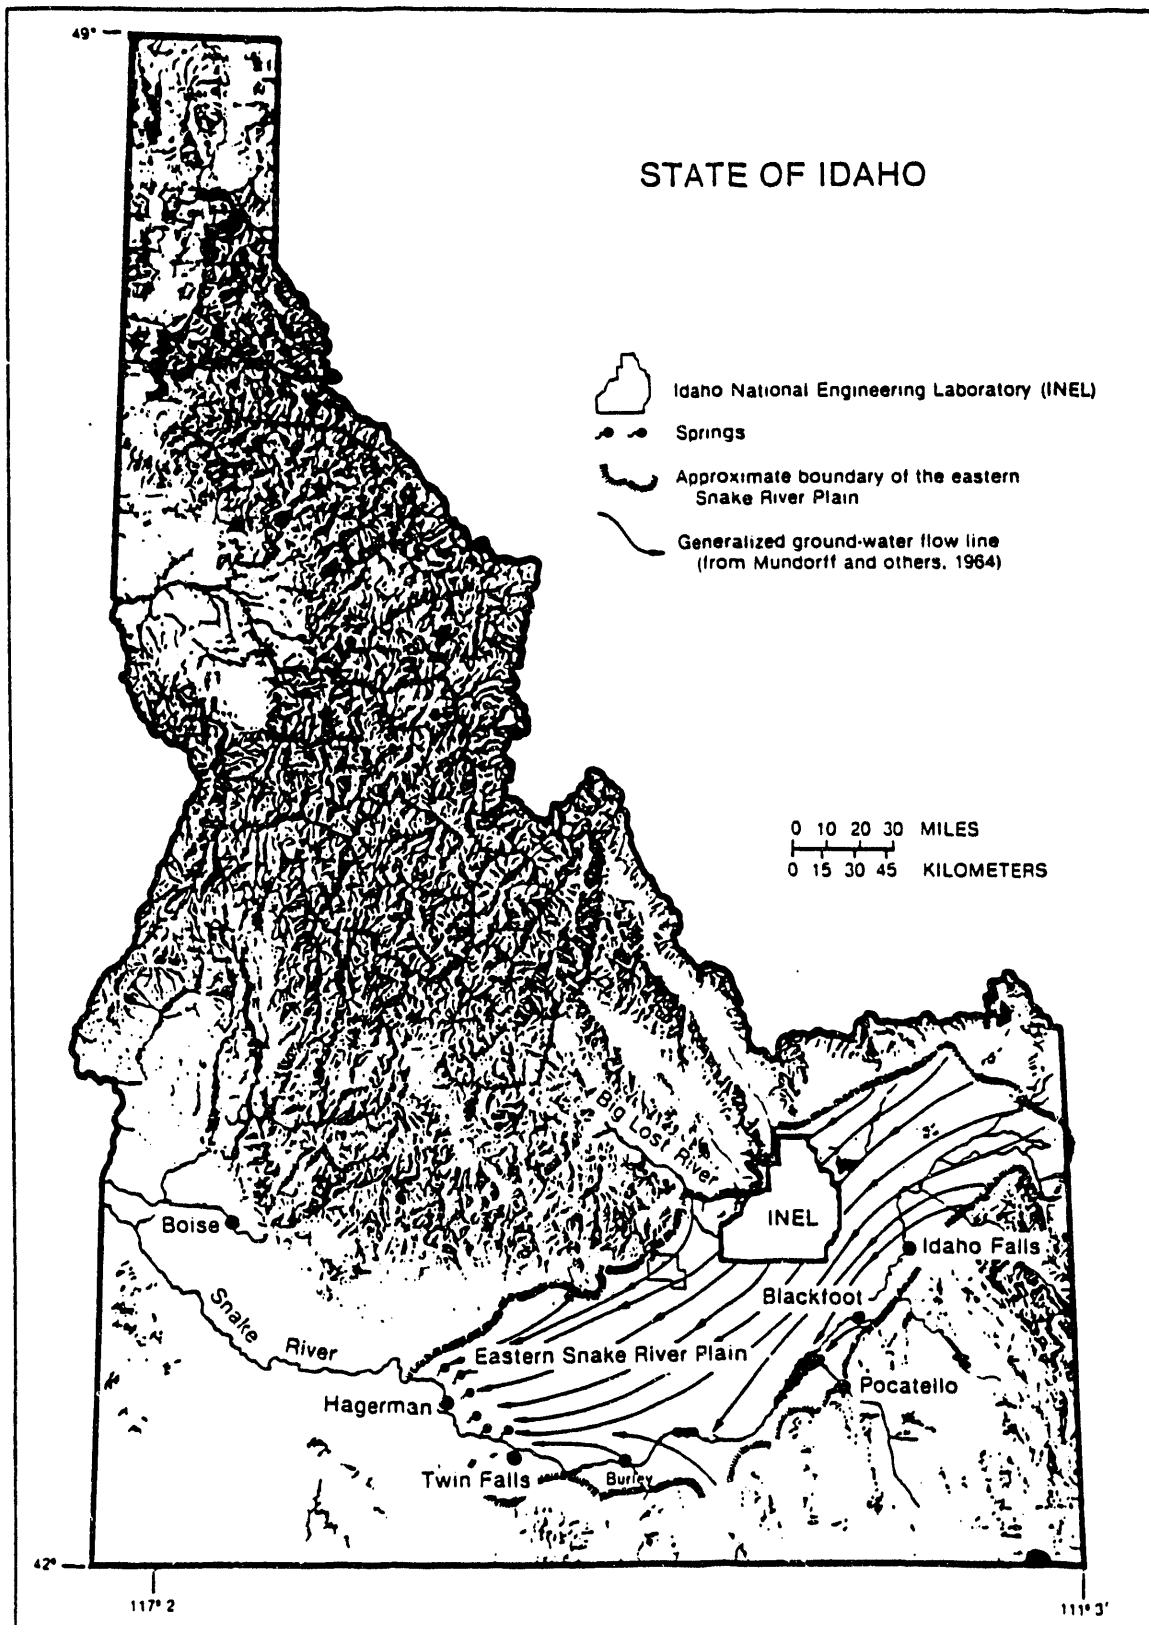 49°
STATE OF IDAHO
Idaho National Engineering Laboratory (INEL)
Springs
Approximate boundary of the eastern
Snake River Plain
Generalized ground-water flow line
(from Mundorff and others, 1964)
0 10 20 30 MILES
0 15 30 45 KILOMETERS
Big Lost River
INEL
Boise
Idaho Falls
Snake River
Blackfoot
Eastern Snake River Plain
Pocatello
Hagerman
Twin Falls
Burley
42°
117° 2
111° 3'